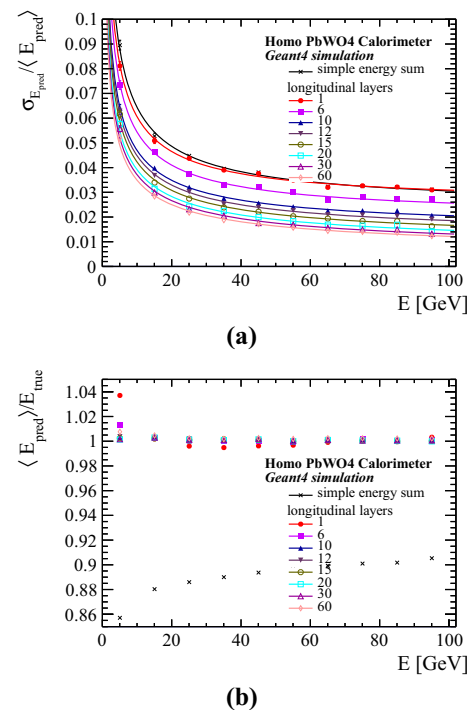 σE_pred/⟨ E_pred ⟩
0.1
0.09
0.08
0.07
0.06
0.05
0.04
0.03
0.02
0.01
0
Homo PbWO4 Calorimeter
Geant4 simulation
simple energy sum
longitudinal layers
1
6
10
12
15
20
30
60
0 20 40 60 80 100
E [GeV]
(a)
⟨ E_pred ⟩/E_true
1.04
1.02
1
0.98
0.96
0.94
0.92
0.9
0.88
0.86
Homo PbWO4 Calorimeter
Geant4 simulation
simple energy sum
longitudinal layers
1
6
10
12
15
20
30
60
0 20 40 60 80 100
E [GeV]
(b)